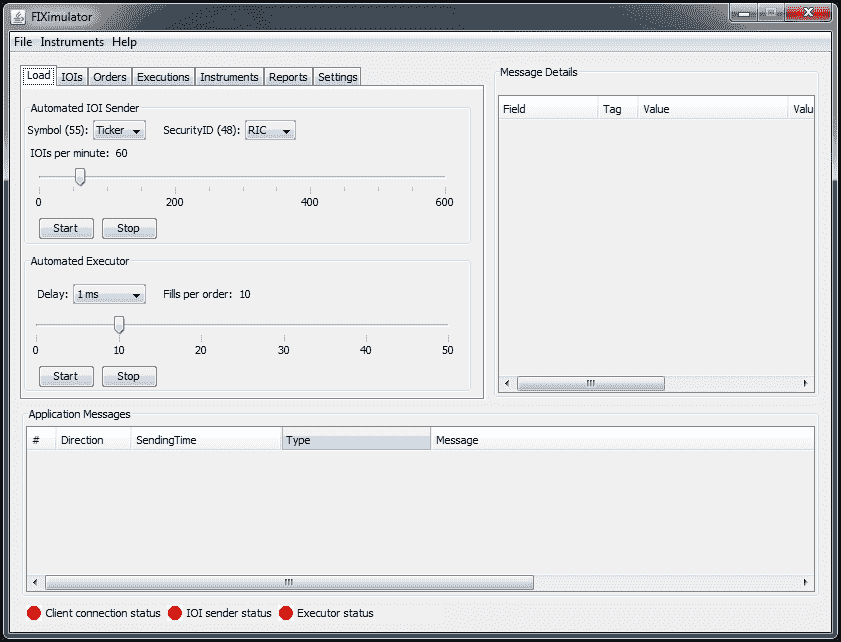 FIXimulator
File Instruments Help
Load IOIs Orders Executions Instruments Reports Settings
Automated IOI Sender
Symbol (55): Ticker SecurityID (48): RIC
IOIs per minute: 60
0 200 400 600
Start Stop
Automated Executor
Delay: 1 ms Fills per order: 10
0 10 20 30 40 50
Start Stop
Message Details
Field Tag Value Valu
Application Messages
# Direction SendingTime Type Message
Client connection status IOI sender status Executor status